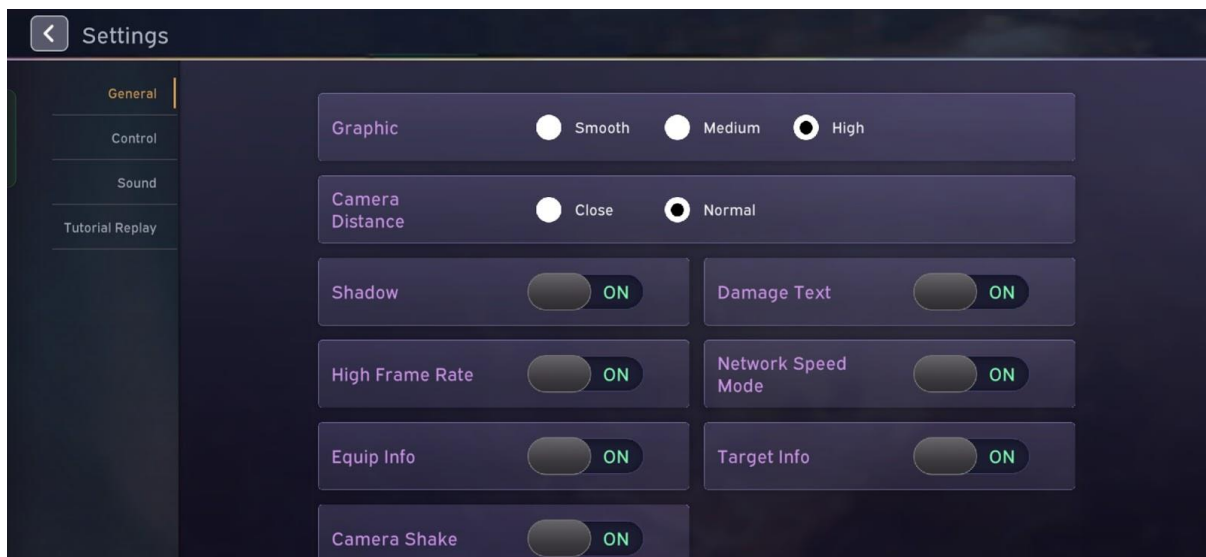 Settings
General
Control
Sound
Tutorial Replay
Graphic Smooth Medium High
Camera
Distance
Close Normal
Shadow ON Damage Text ON
High Frame Rate ON
Network Speed
Mode
ON
Equip Info ON Target Info ON
Camera Shake ON